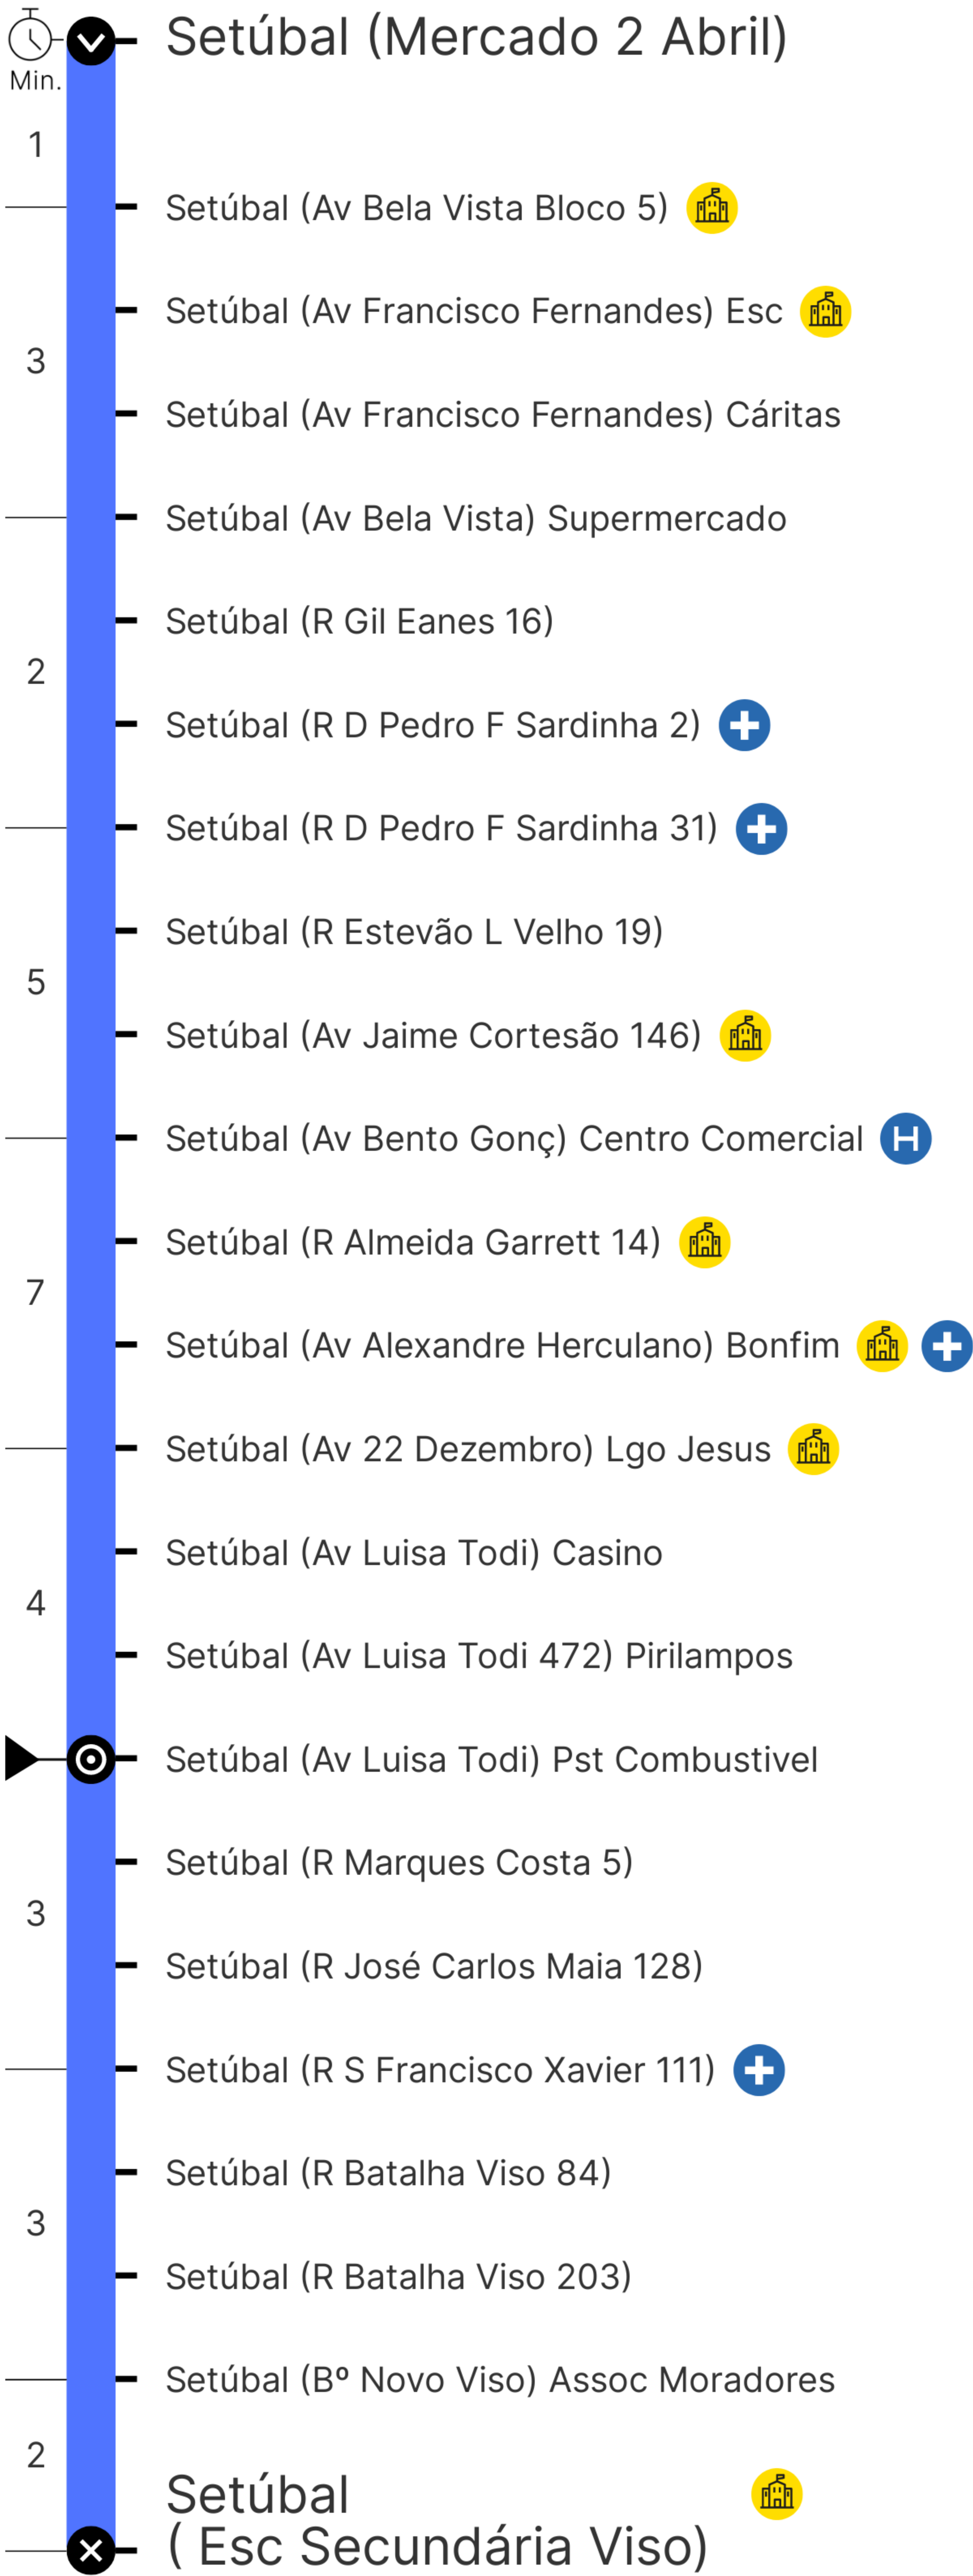 Setúbal (Mercado 2 Abril)
Min.
1
Setúbal (Av Bela Vista Bloco 5)
Setúbal (Av Francisco Fernandes) Esc
3
Setúbal (Av Francisco Fernandes) Cáritas
Setúbal (Av Bela Vista) Supermercado
Setúbal (R Gil Eanes 16)
2
Setúbal (R D Pedro F Sardinha 2)
Setúbal (R D Pedro F Sardinha 31)
Setúbal (R Estevão L Velho 19)
5
Setúbal (Av Jaime Cortesão 146)
Setúbal (Av Bento Gonç) Centro Comercial H
Setúbal (R Almeida Garrett 14)
7
Setúbal (Av Alexandre Herculano) Bonfim
Setúbal (Av 22 Dezembro) Lgo Jesus
Setúbal (Av Luisa Todi) Casino
4
Setúbal (Av Luisa Todi 472) Pirilampos
Setúbal (Av Luisa Todi) Pst Combustivel
Setúbal (R Marques Costa 5)
3
Setúbal (R José Carlos Maia 128)
Setúbal (R S Francisco Xavier 111)
Setúbal (R Batalha Viso 84)
3
Setúbal (R Batalha Viso 203)
Setúbal (Bº Novo Viso) Assoc Moradores
2
Setúbal
( Esc Secundária Viso)